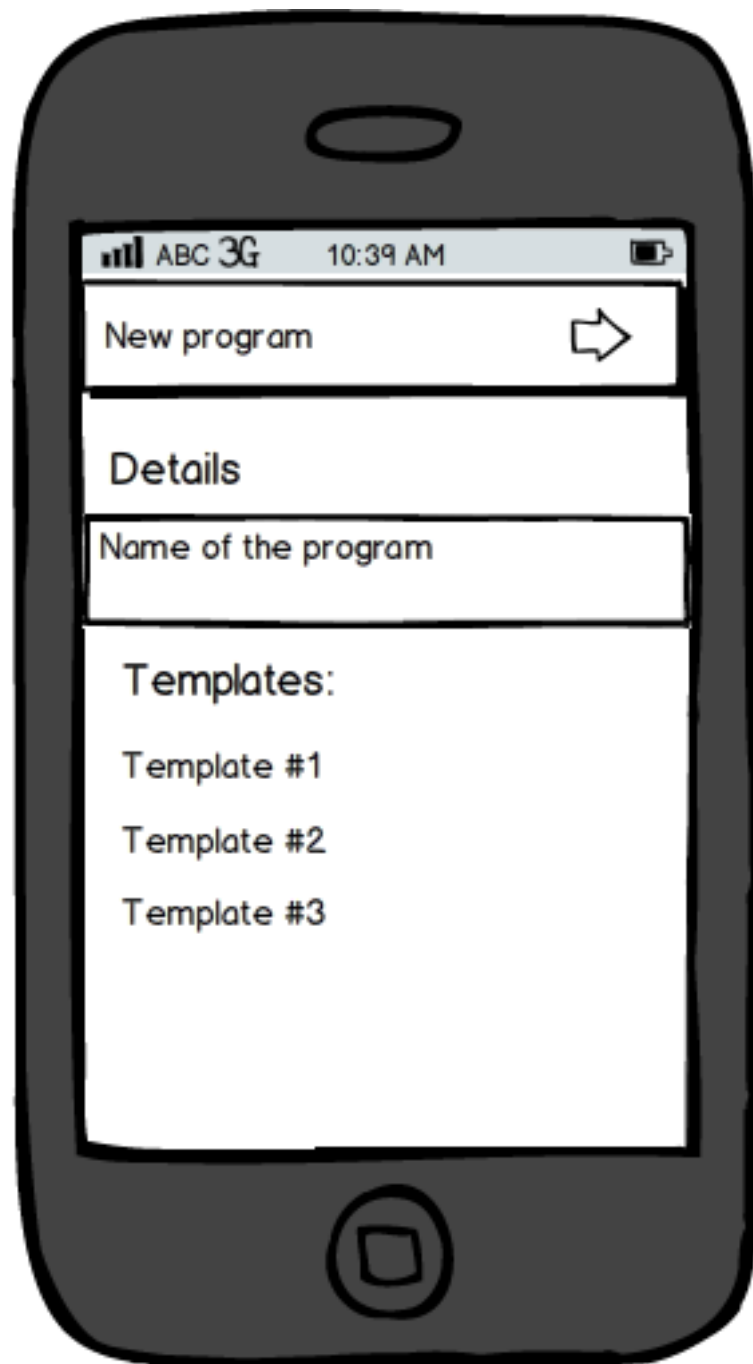 ABC 3G 10:39 AM
New program
Details
Name of the program
Templates:
Template #1
Template #2
Template #3